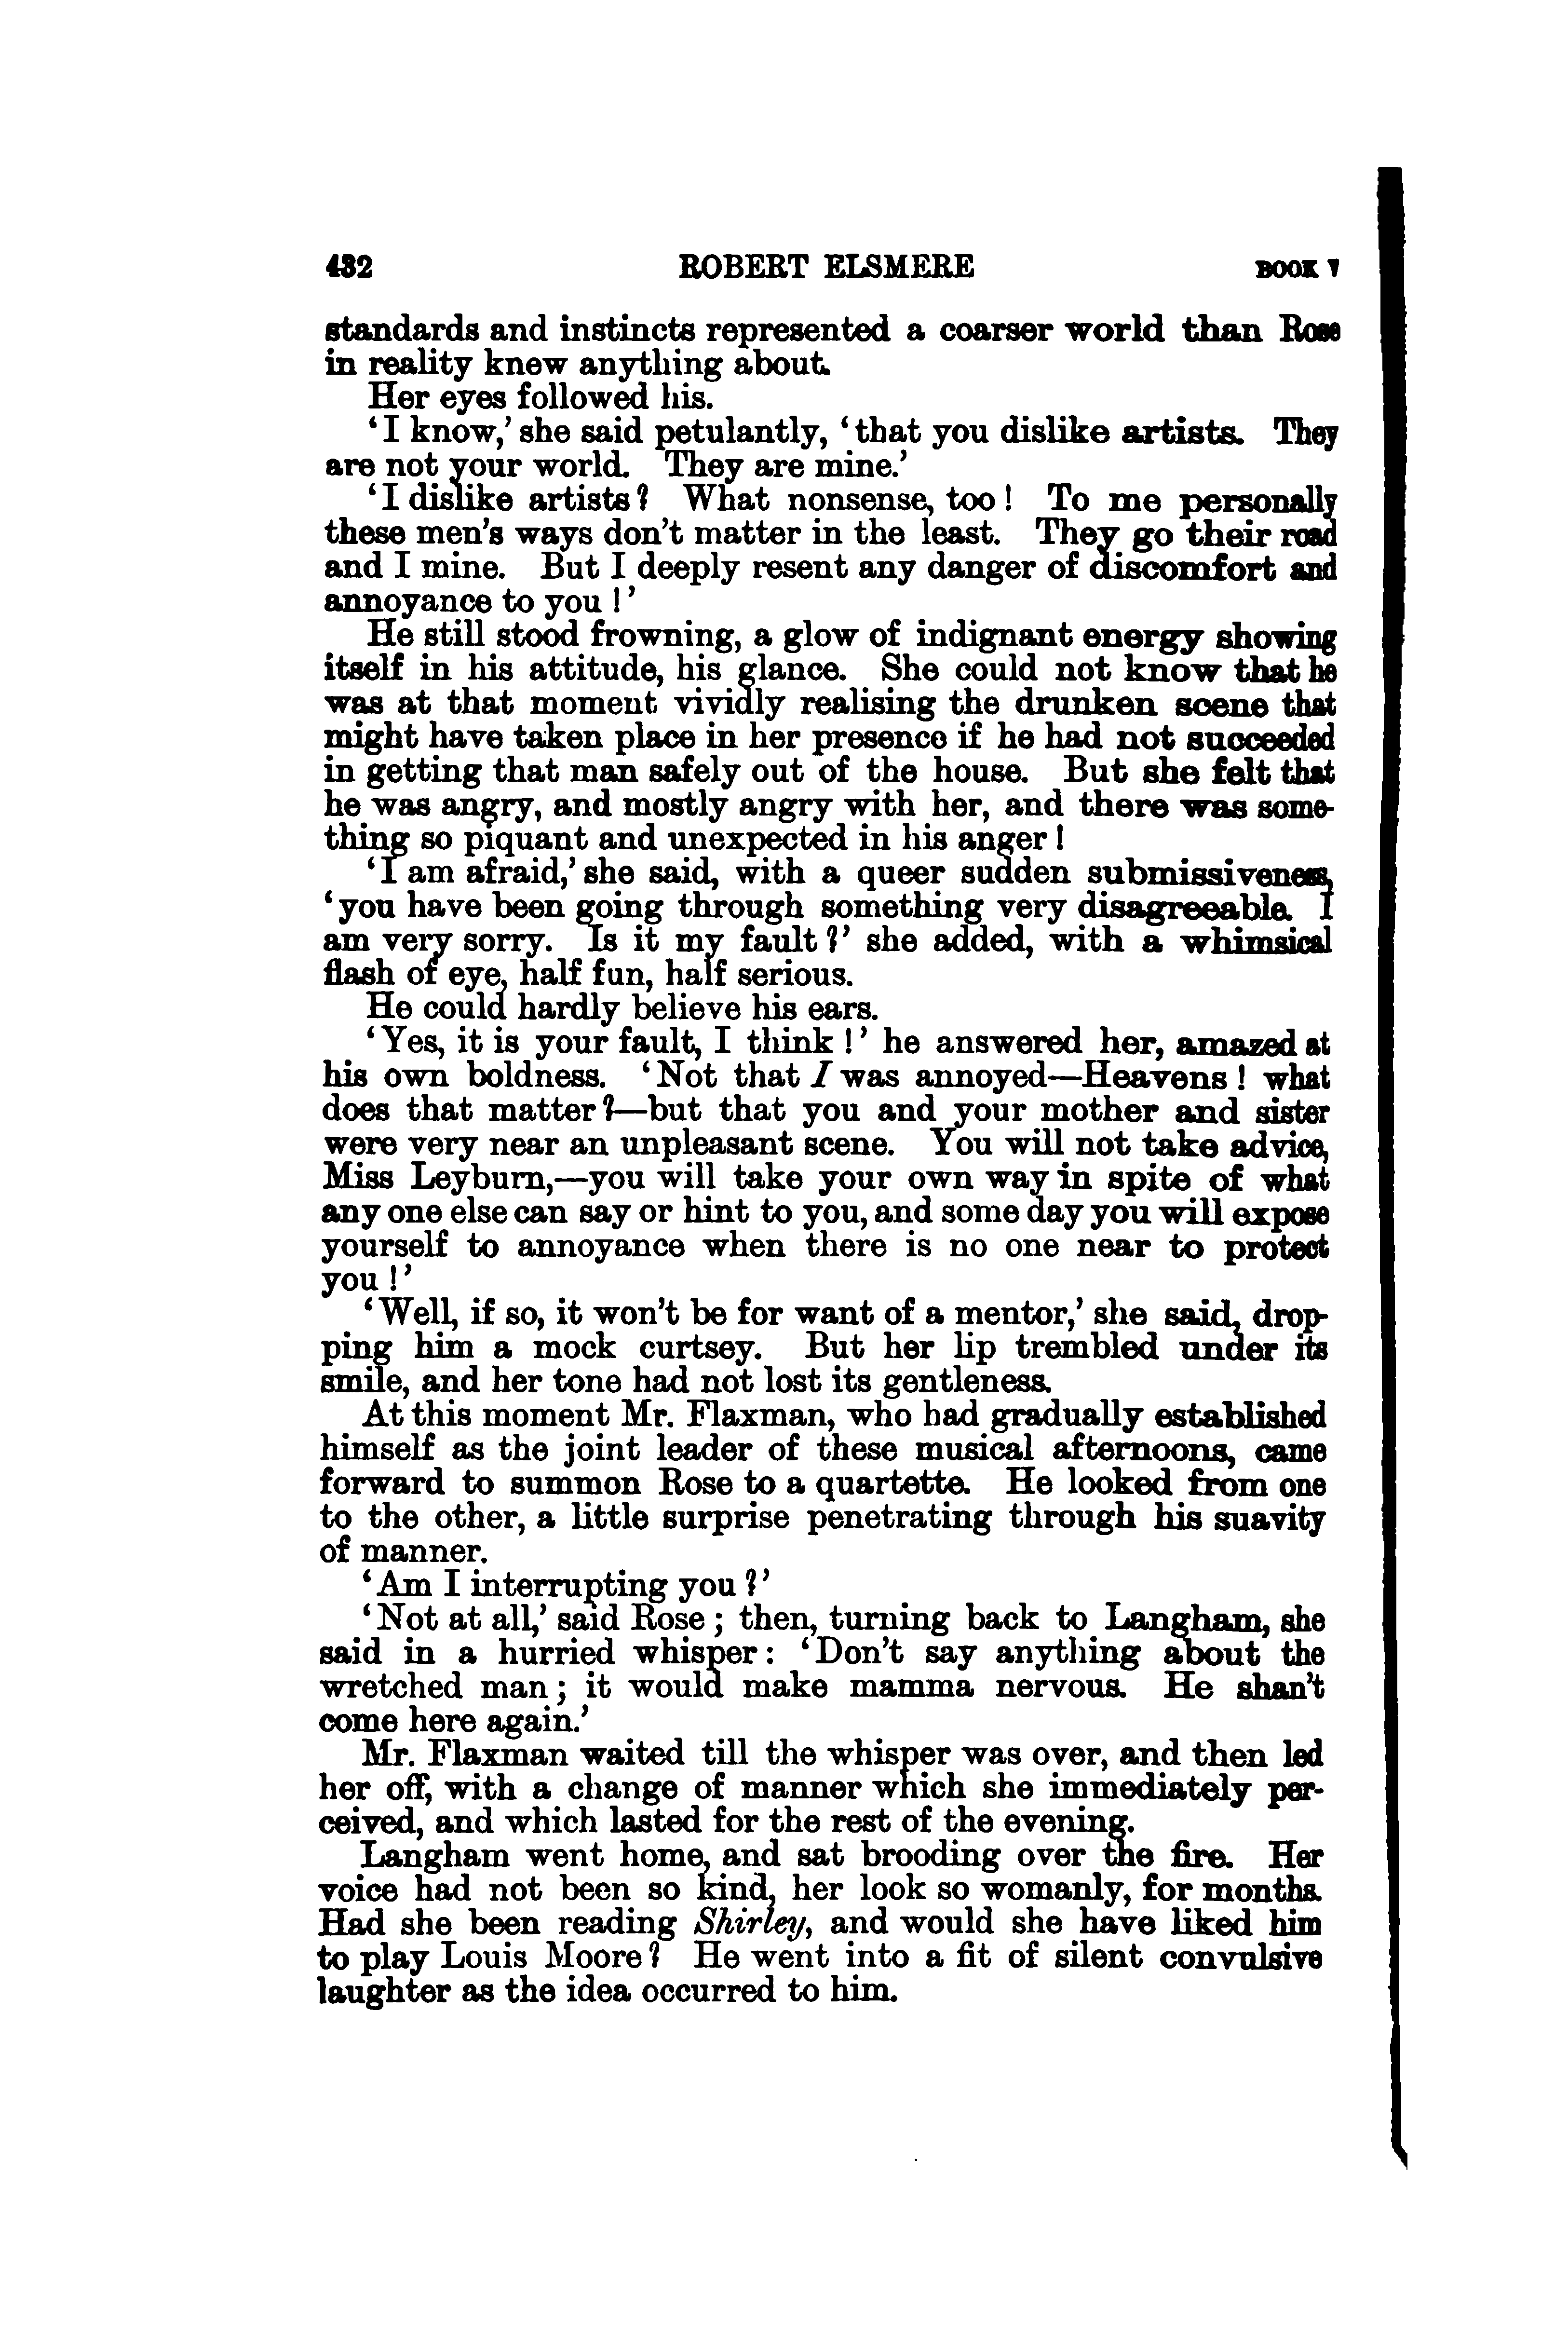 432 ROBERT ELSMERE BOOK V
standards and instincts represented a coarser world than Rose
in reality knew anything about.
Her eyes followed his.
‘I know,’ she said petulantly, ‘that you dislike artists. They
are not your world. They are mine.’
‘I dislike artists? What nonsense, too! To me personally
these men’s ways don’t matter in the least. They go their road
and I mine. But I deeply resent any danger of discomfort and
annoyance to you!’
He still stood frowning, a glow of indignant energy showing
itself in his attitude, his glance. She could not know that he
was at that moment vividly realising the drunken scene that
might have taken place in her presence if he had not succeeded
in getting that man safely out of the house. But she felt that
he was angry, and mostly angry with her, and there was some-
thing so piquant and unexpected in his anger!
‘I am afraid,’ she said, with a queer sudden submissiveness,
‘you have been going through something very disagreeable. I
am very sorry. Is it my fault?’ she added, with a whimsical
flash of eye, half fun, half serious.
He could hardly believe his ears.
‘Yes, it is your fault, I think!’ he answered her, amazed at
his own boldness. ‘Not that I was annoyed—Heavens! what
does that matter?—but that you and your mother and sister
were very near an unpleasant scene. You will not take advice,
Miss Leyburn,—you will take your own way in spite of what
any one else can say or hint to you, and some day you will expose
yourself to annoyance when there is no one near to protect
you!’
‘Well, if so, it won’t be for want of a mentor,’ she said, drop-
ping him a mock curtsey. But her lip trembled under its
smile, and her tone had not lost its gentleness.
At this moment Mr. Flaxman, who had gradually established
himself as the joint leader of these musical afternoons, came
forward to summon Rose to a quartette. He looked from one
to the other, a little surprise penetrating through his suavity
of manner.
‘Am I interrupting you?’
‘Not at all,’ said Rose; then, turning back to Langham, she
said in a hurried whisper: ‘Don’t say anything about the
wretched man; it would make mamma nervous. He shan’t
come here again.’
Mr. Flaxman waited till the whisper was over, and then led
her off, with a change of manner which she immediately per-
ceived, and which lasted for the rest of the evening.
Langham went home, and sat brooding over the fire. Her
voice had not been so kind, her look so womanly, for months.
Had she been reading Shirley, and would she have liked him
to play Louis Moore? He went into a fit of silent convulsive
laughter as the idea occurred to him.